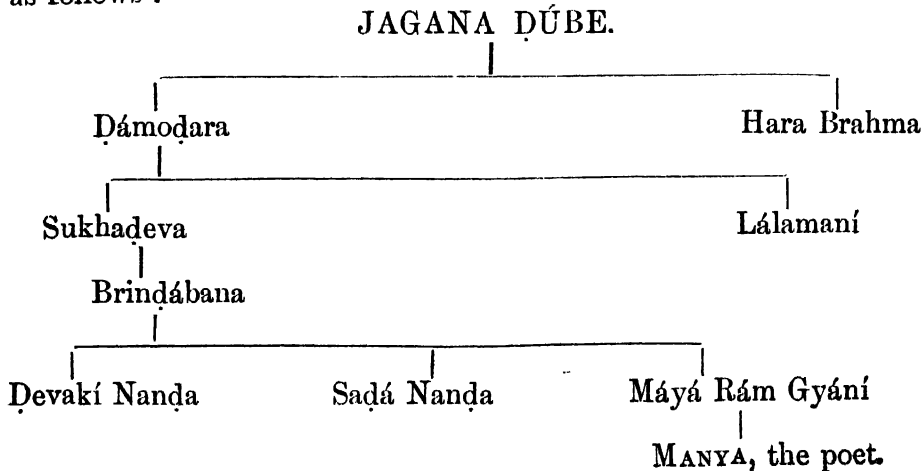 as follows :
JAGANA ḌÚBE.
Ḍámoḍara Hara Brahma
Sukhaḍeva Lálamaní
Brinḍábana
Ḍevakí Nanḍa Saḍá Nanḍa Máyá Rám Gyání
MANYA, the poet.